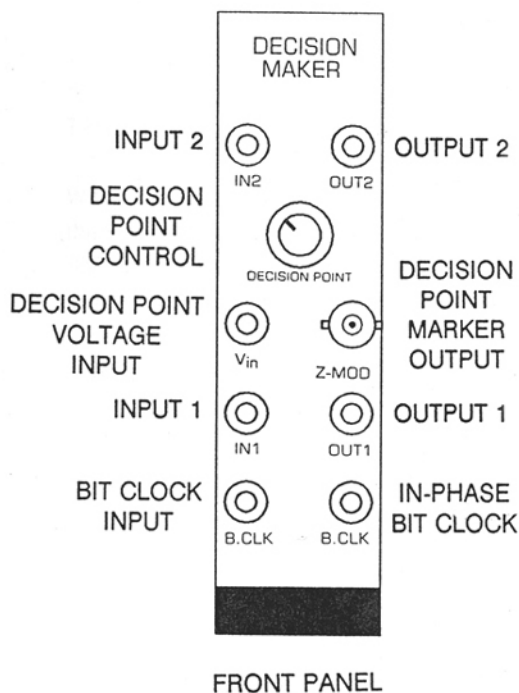 DECISION
MAKER
INPUT 2
OUTPUT 2
IN2
OUT2
DECISION
POINT
CONTROL
DECISION POINT
DECISION POINT
VOLTAGE
INPUT
DECISION
POINT
MARKER
OUTPUT
Vin
Z-MOD
INPUT 1
OUTPUT 1
IN1
OUT1
BIT CLOCK
INPUT
IN-PHASE
BIT CLOCK
B.CLK
B.CLK
FRONT PANEL